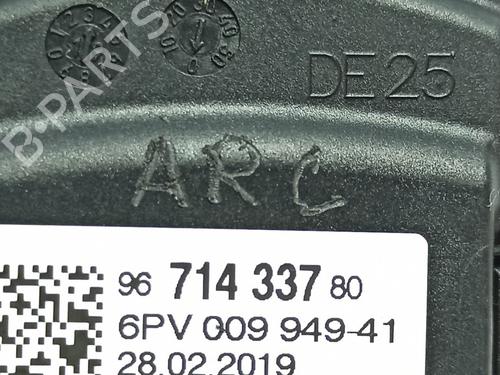 DE25
B-PARTS
ARC
96 714 337 80
6PV 009 949-41
28.02.2019